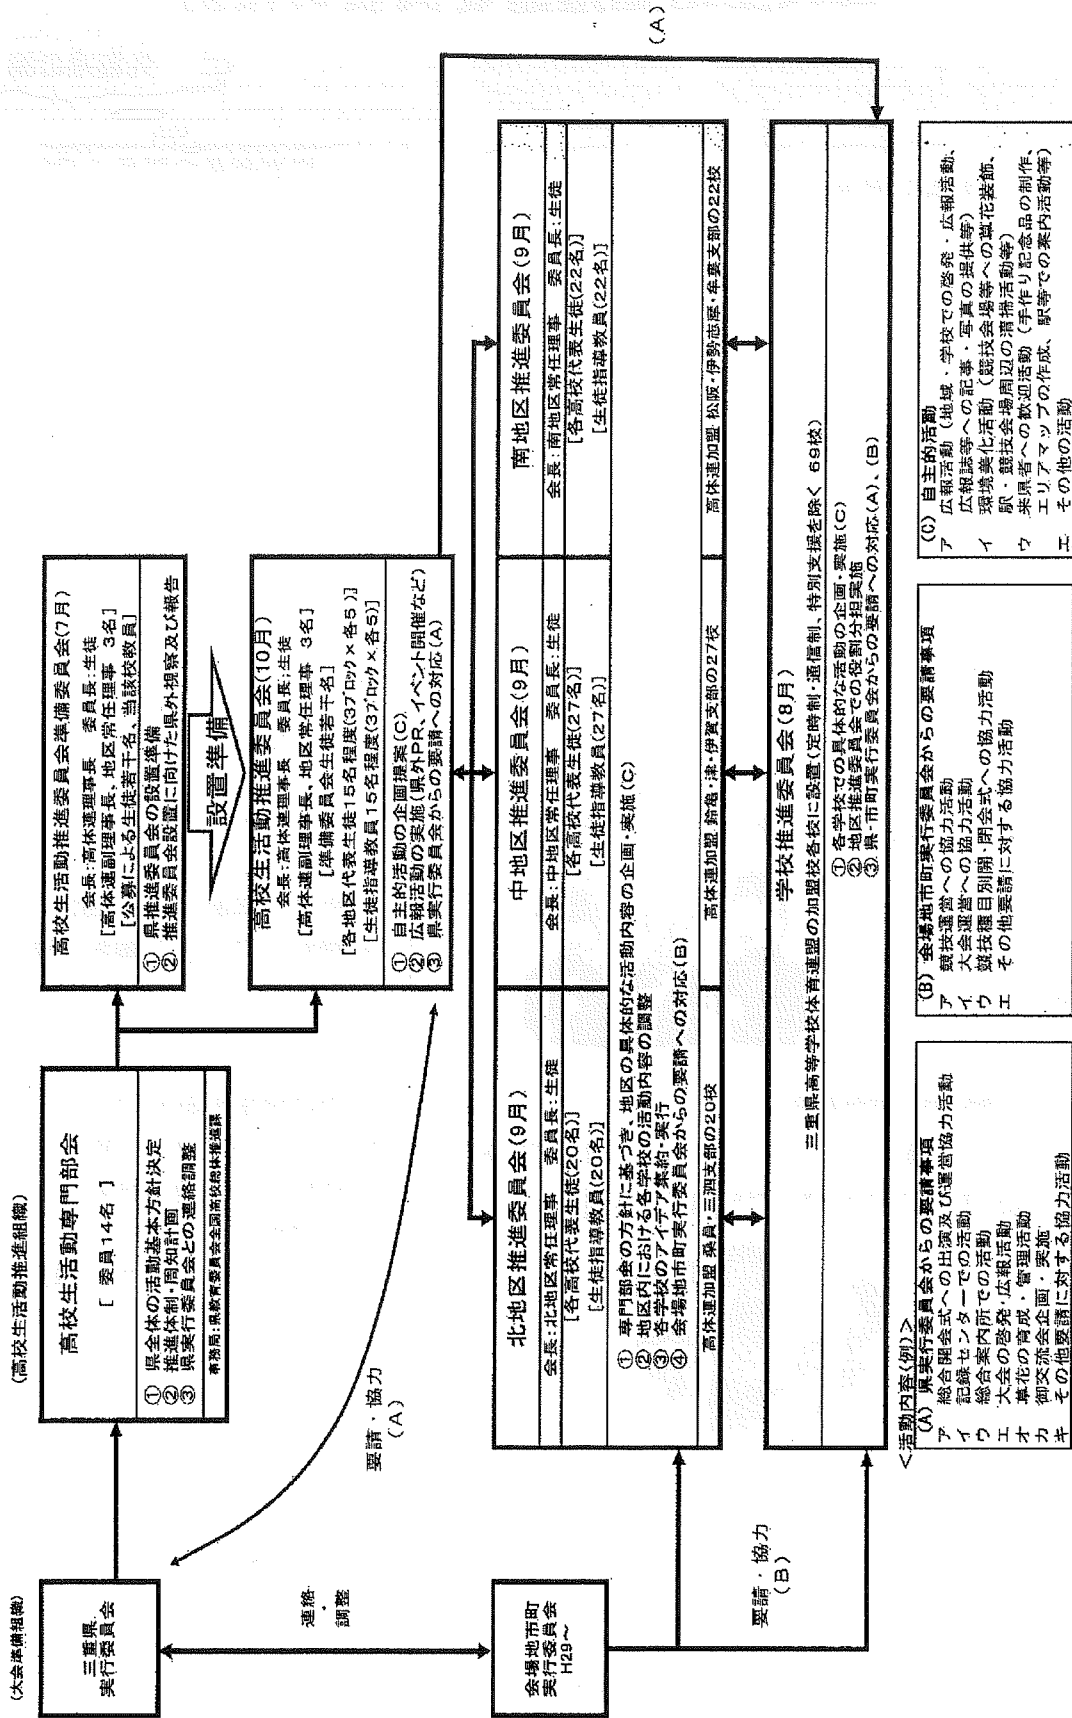 (大会準備組織)
三重県
実行委員会
連絡
・
調整
会場地市町
実行委員会
H29~
(高校生活動推進組織)
高校生活動専門部会
[ 委員14名 ]
① 県全体の活動基本方針決定
② 推進体制・周知計画
③ 県実行委員会との連絡調整
事務局:県教育委員会全国高校総体推進課
要請・協力
(A)
高校生活動推進委員会準備委員会(7月)
会長:高体連理事長 委員長:生徒
[高体連副理事長、地区常任理事 3名]
[公募による生徒若干名、当該校教員]
① 県推進委員会の設置準備
② 推進委員会設置に向けた県外視察及び報告
設置準備
高校生活動推進委員会(10月)
会長:高体連理事長 委員長:生徒
[高体連副理事長、地区常任理事 3名]
[準備委員会生徒若干名]
[各地区代表生徒15名程度(3ブロック×各5)]
[生徒指導教員15名程度(3ブロック×各5)]
① 自主的活動の企画提案(C)
② 広報活動の実施(県外PR、イベント開催など)
③ 県実行委員会からの要請への対応(A)
(A)
北地区推進委員会(9月)
会長:北地区常任理事 委員長:生徒
[各高校代表生徒(20名)]
[生徒指導教員(20名)]
中地区推進委員会(9月)
会長:中地区常任理事 委員長:生徒
[各高校代表生徒(27名)]
[生徒指導教員(27名)]
南地区推進委員会(9月)
会長:南地区常任理事 委員長:生徒
[各高校代表生徒(22名)]
[生徒指導教員(22名)]
① 専門部会の方針に基づき、地区の具体的な活動内容の企画・実施(C)
② 地区内における各学校の活動内容の調整
③ 各学校のアイデア集約・実行
④ 会場地市町実行委員会からの要請への対応(B)
高体連加盟 桑員・三泗支部の20校
高体連加盟 鈴亀・津・伊賀支部の27校
高体連加盟 松阪・伊勢志摩・牟婁支部の22校
要請・協力
(B)
学校推進委員会(8月)
三重県高等学校体育連盟の加盟校各校に設置(定時制・通信制、特別支援を除く 69校)
① 各学校での具体的な活動の企画・実施(C)
② 地区推進委員会での役割分担実施
③ 県・市町実行委員会からの要請への対応(A)、(B)
<活動内容(例)>
(A) 県実行委員会からの要請事項
ア 総合開会式への出演及び運営協力活動
イ 記録センターでの活動
ウ 総合案内所での活動
エ 大会の啓発・広報活動
オ 草花の育成・管理活動
カ 御交流会企画・実施
キ その他要請に対する協力活動
(B) 会場地市町実行委員会からの要請事項
ア 競技運営への協力活動
イ 大会運営への協力活動
ウ 競技種目別開・閉会式への協力活動
エ その他要請に対する協力活動
(C) 自主的活動
ア 広報活動(地域・学校での啓発・広報活動、
広報誌等への記事・写真の提供等)
イ 環境美化活動(競技会場等への草花装飾、
駅・競技会場周辺の清掃活動等)
ウ 来県者への歓迎活動(手作り記念品の制作、
エリアマップの作成、駅等での案内活動等)
エ その他の活動